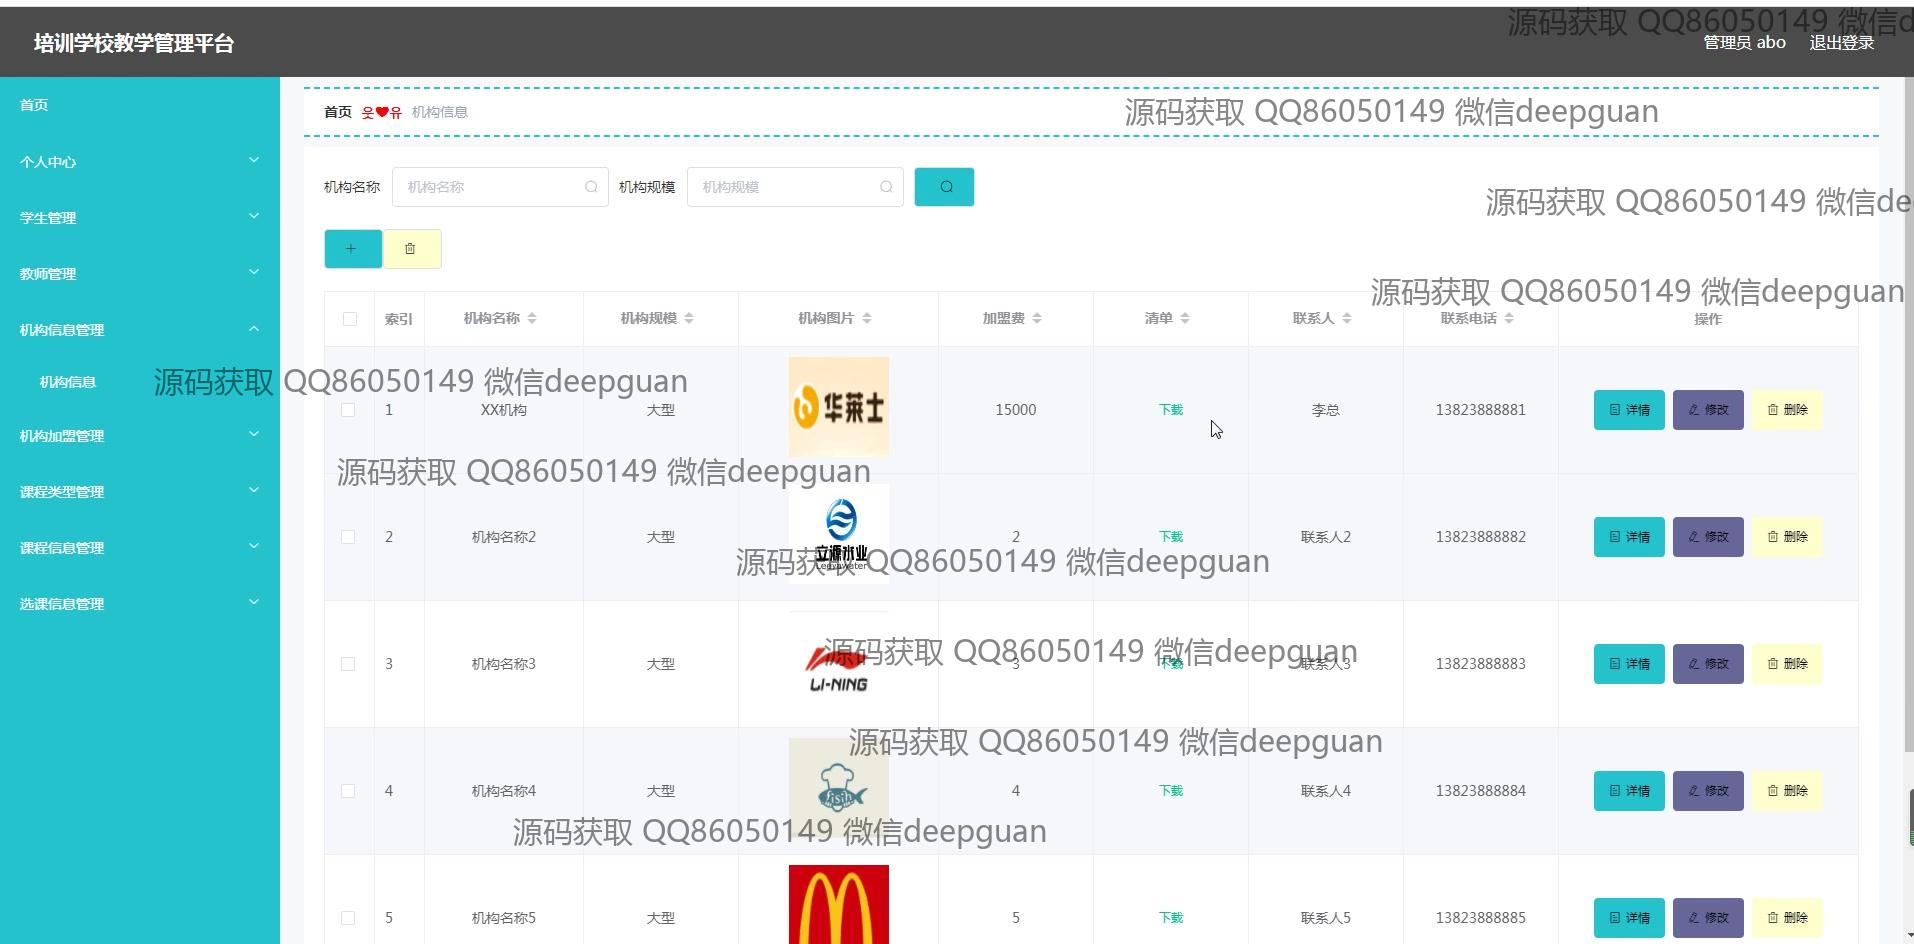 源码获取 QQ86050149 微信d
培训学校教学管理平台
管理员 abo 退出登录
首页
个人中心
学生管理
教师管理
机构信息管理
机构信息
机构加盟管理
课程类型管理
课程信息管理
选课信息管理
首页 웃❤유 机构信息
源码获取 QQ86050149 微信deepguan
机构名称 机构名称 机构规模 机构规模
源码获取 QQ86050149 微信de
源码获取 QQ86050149 微信deepguan
索引 机构名称 机构规模 机构图片 加盟费 清单 联系人 联系电话 操作
源码获取 QQ86050149 微信deepguan
1 XX机构 大型 华莱士 15000 下载 李总 13823888881 详情 修改 删除
源码获取 QQ86050149 微信deepguan
2 机构名称2 大型 立源水业 2 下载 联系人2 13823888882 详情 修改 删除
源码获取 QQ86050149 微信deepguan
源码获取 QQ86050149 微信deepguan
3 机构名称3 大型 LI-NING 3 下载 联系人3 13823888883 详情 修改 删除
源码获取 QQ86050149 微信deepguan
4 机构名称4 大型 fisih 4 下载 联系人4 13823888884 详情 修改 删除
源码获取 QQ86050149 微信deepguan
5 机构名称5 大型 5 下载 联系人5 13823888885 详情 修改 删除